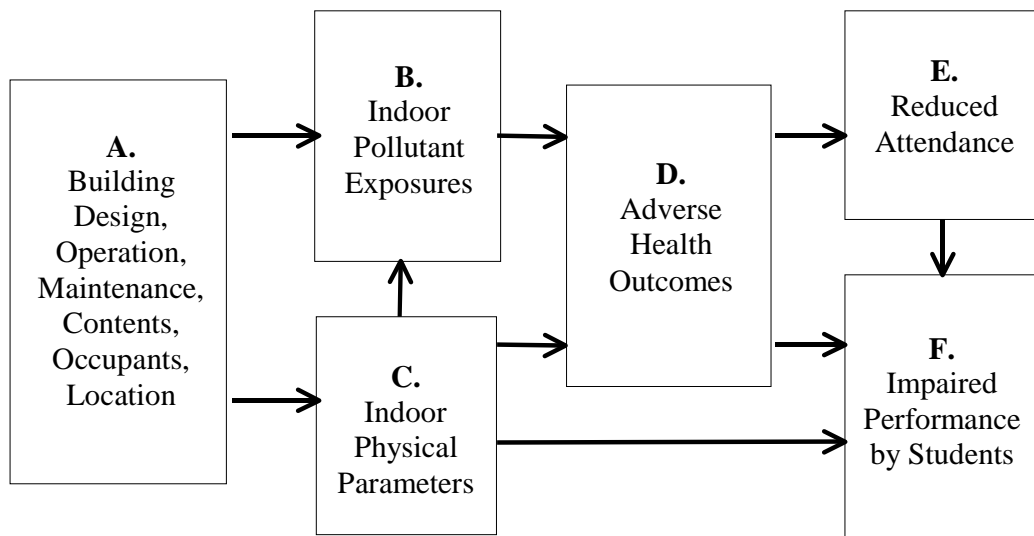 A.
Building
Design,
Operation,
Maintenance,
Contents,
Occupants,
Location
B.
Indoor
Pollutant
Exposures
C.
Indoor
Physical
Parameters
D.
Adverse
Health
Outcomes
E.
Reduced
Attendance
F.
Impaired
Performance
by Students